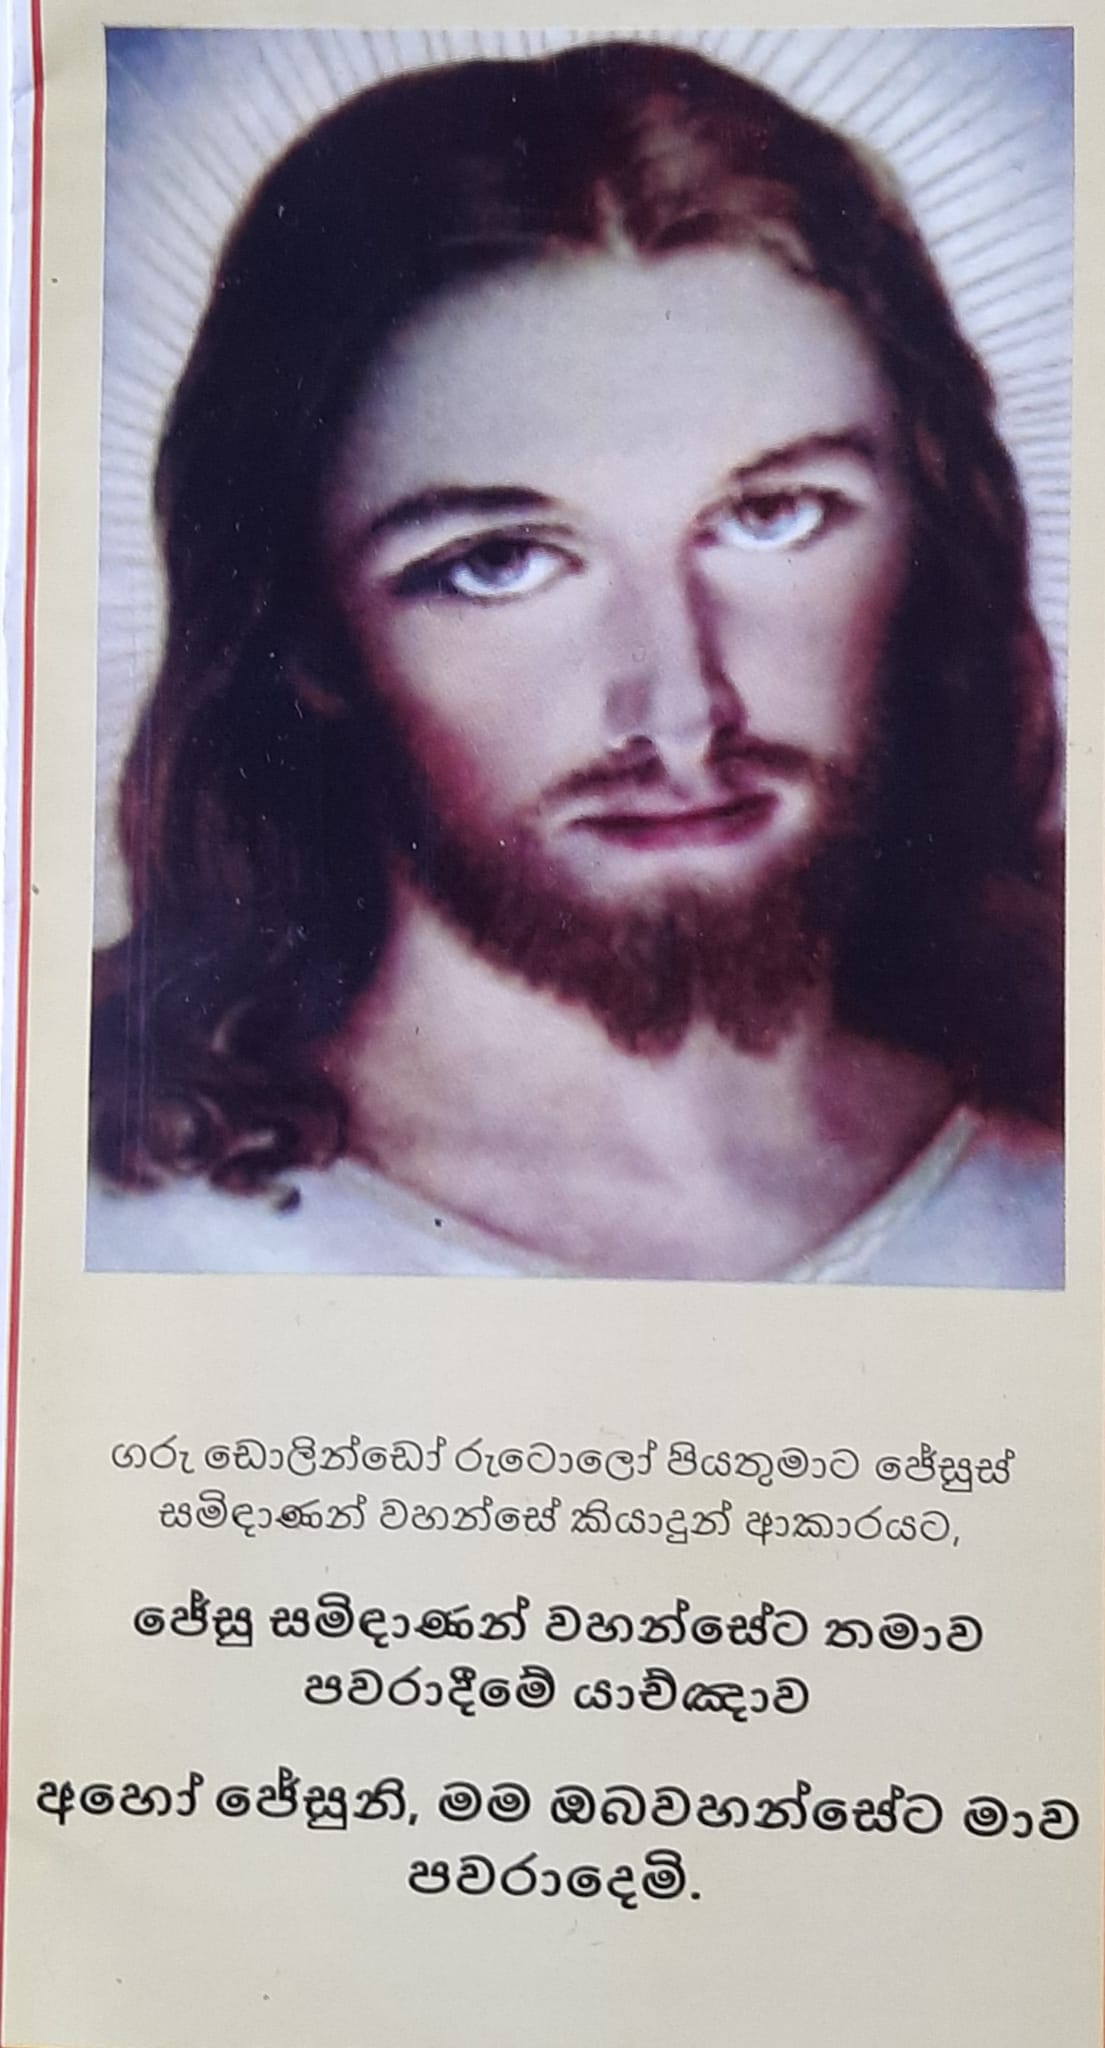 ගරු ඩොලින්ඩෝ රුටොලෝ පියතුමාට ජේසුස්
සමිඳාණන් වහන්සේ කියාදුන් ආකාරයට,
ජේසු සමිඳාණන් වහන්සේට තමාව
පවරාදීමේ යාච්ඤාව
අහෝ ජේසුනි, මම ඔබවහන්සේට මාව
පවරාදෙමි.